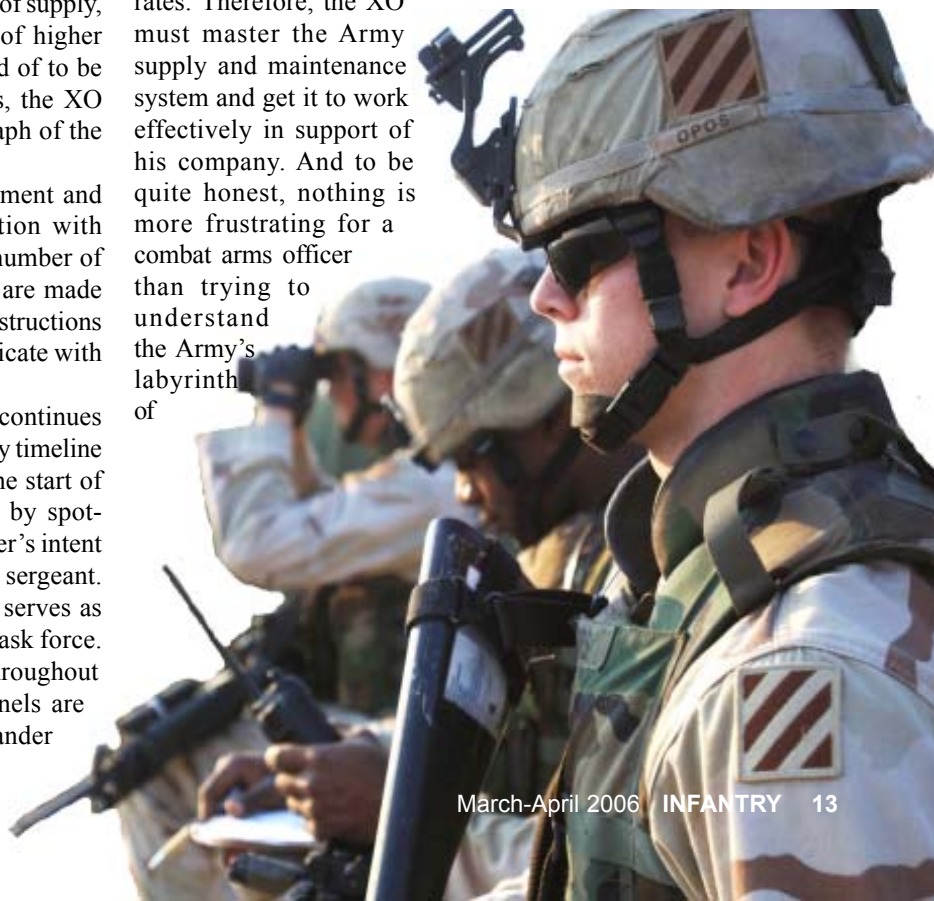 of supply,
of higher
d of to be
s, the XO
aph of the
ment and
tion with
number of
are made
structions
icate with
continues
y timeline
he start of
by spot-
er's intent
sergeant.
serves as
ask force.
roughout
nels are
ander
rates. Therefore, the XO
must master the Army
supply and maintenance
system and get it to work
effectively in support of
his company. And to be
quite honest, nothing is
more frustrating for a
combat arms officer
than trying to
understand
the Army's
labyrinth
of
OPOS
March-April 2006 INFANTRY 13